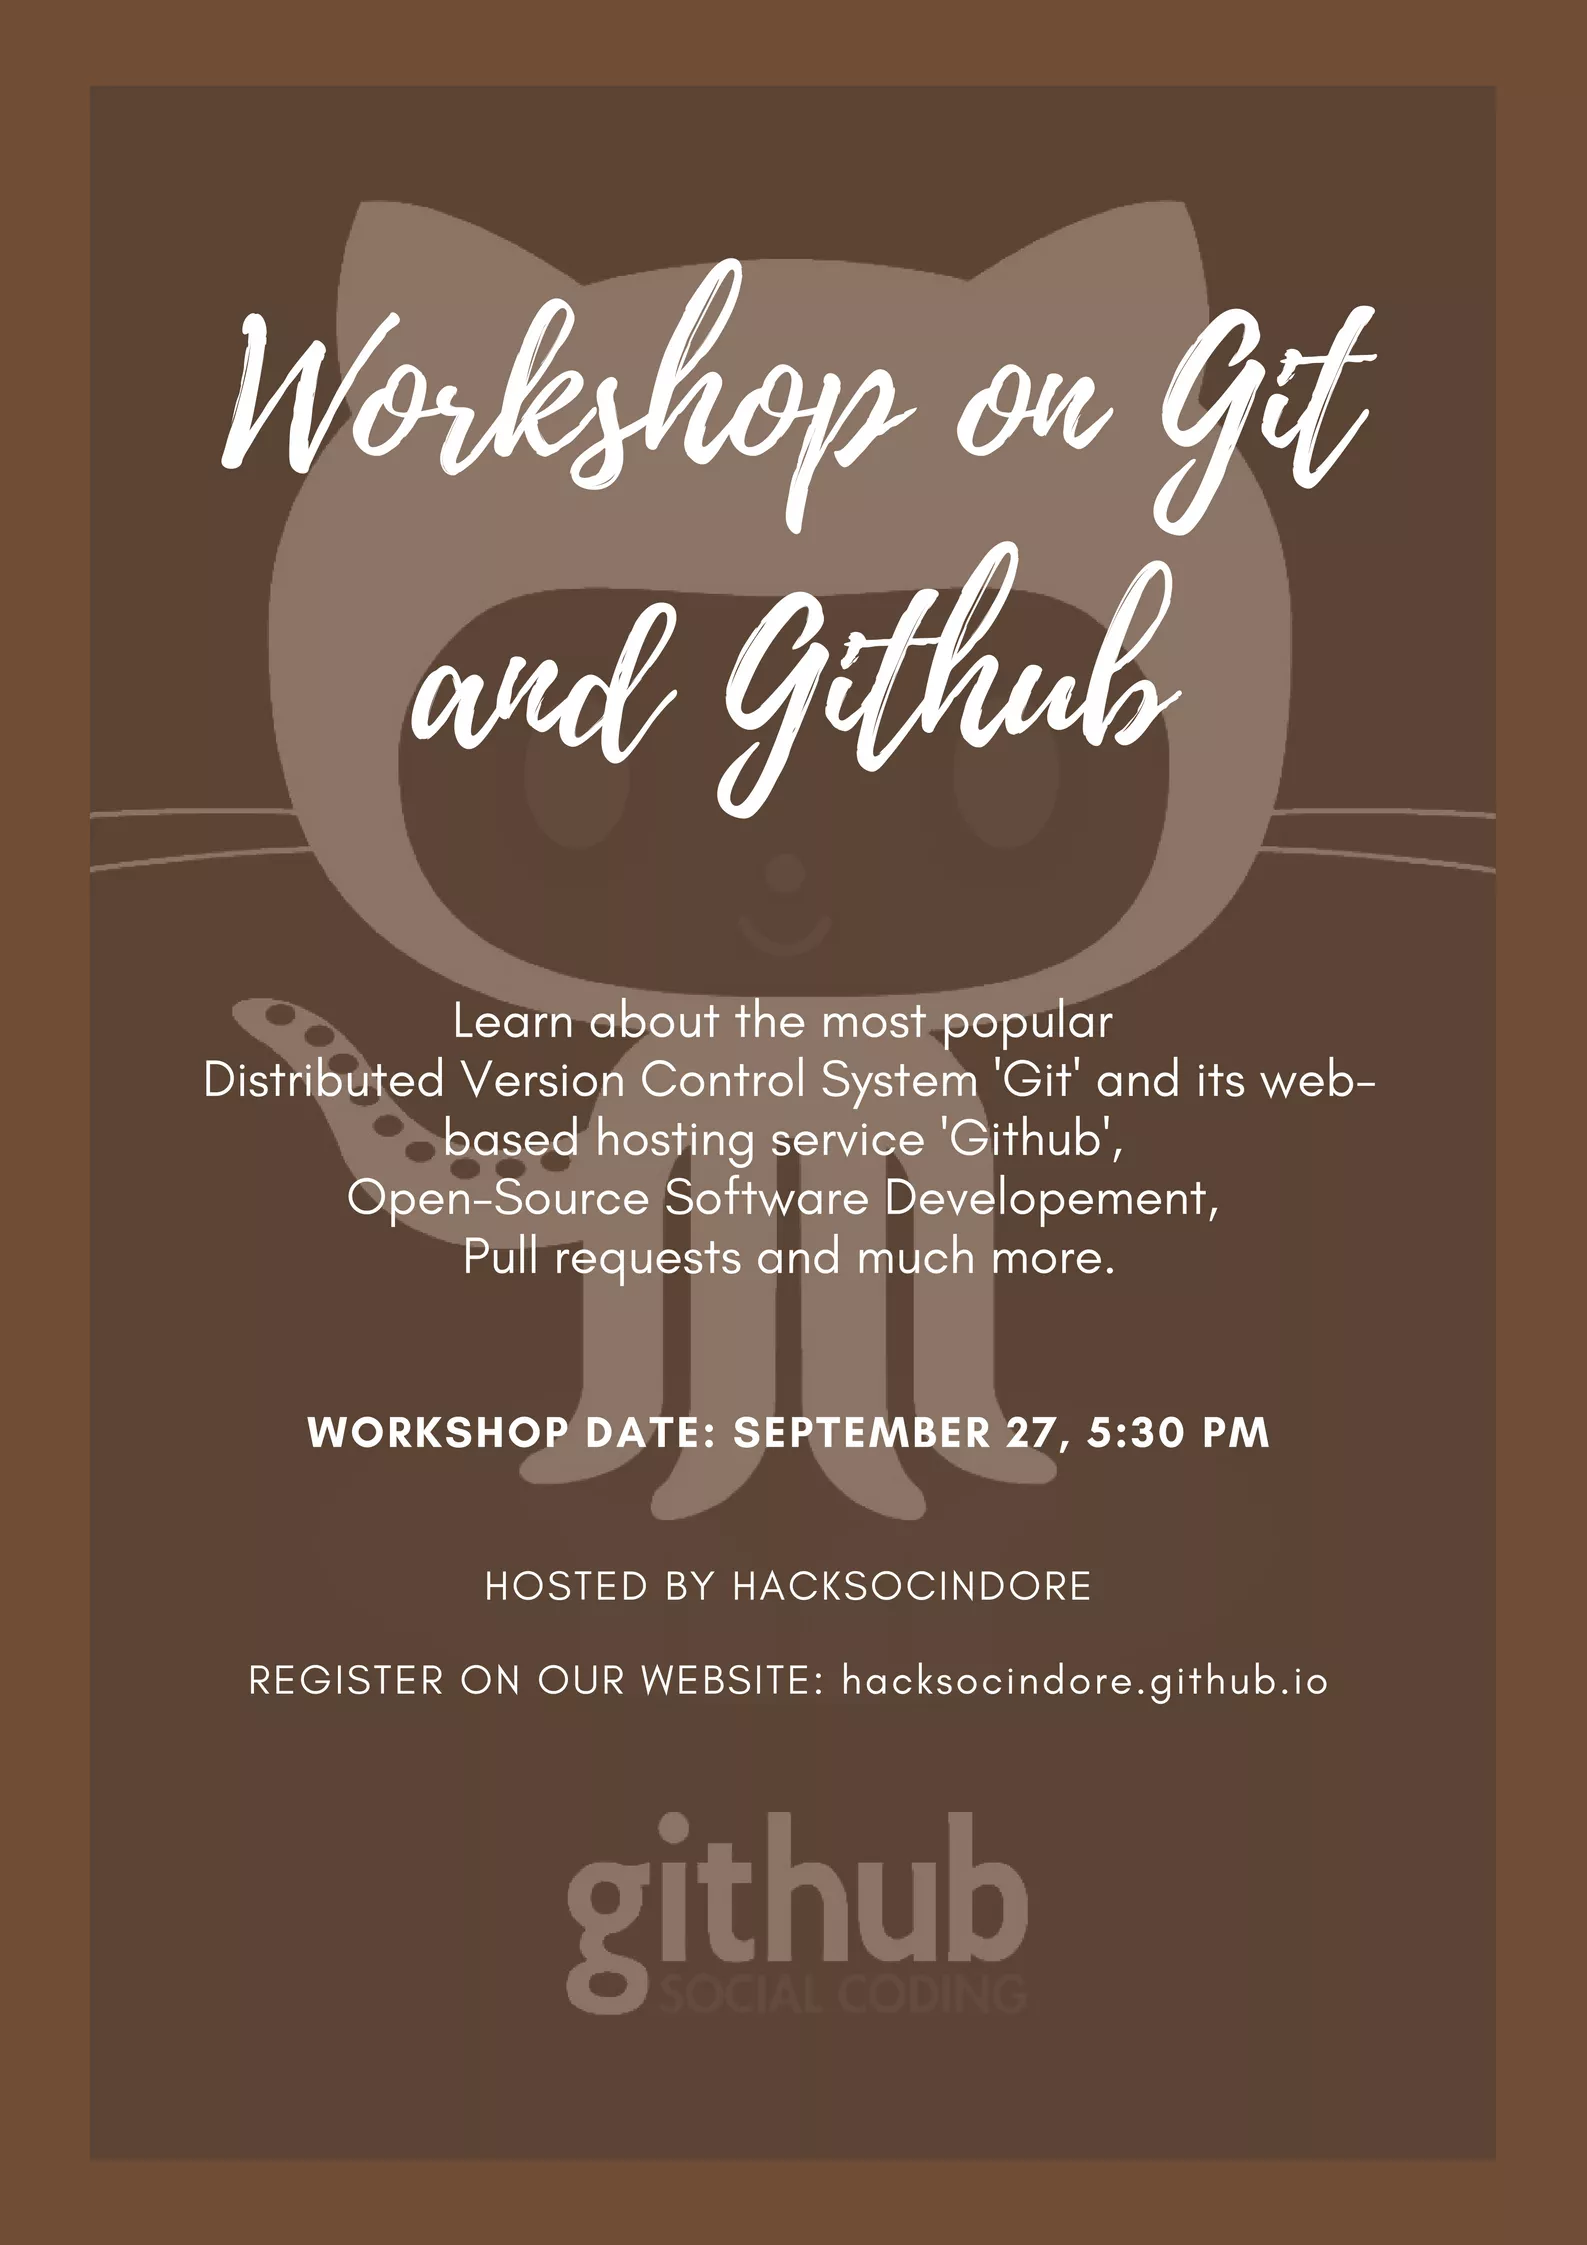 Workshop on Git
and Github
Learn about the most popular
Distributed Version Control System 'Git' and its web-
based hosting service 'Github',
Open-Source Software Developement,
Pull requests and much more.
WORKSHOP DATE: SEPTEMBER 27, 5:30 PM
HOSTED BY HACKSOCINDORE
REGISTER ON OUR WEBSITE: hacksocindore.github.io
github
SOCIAL CODING